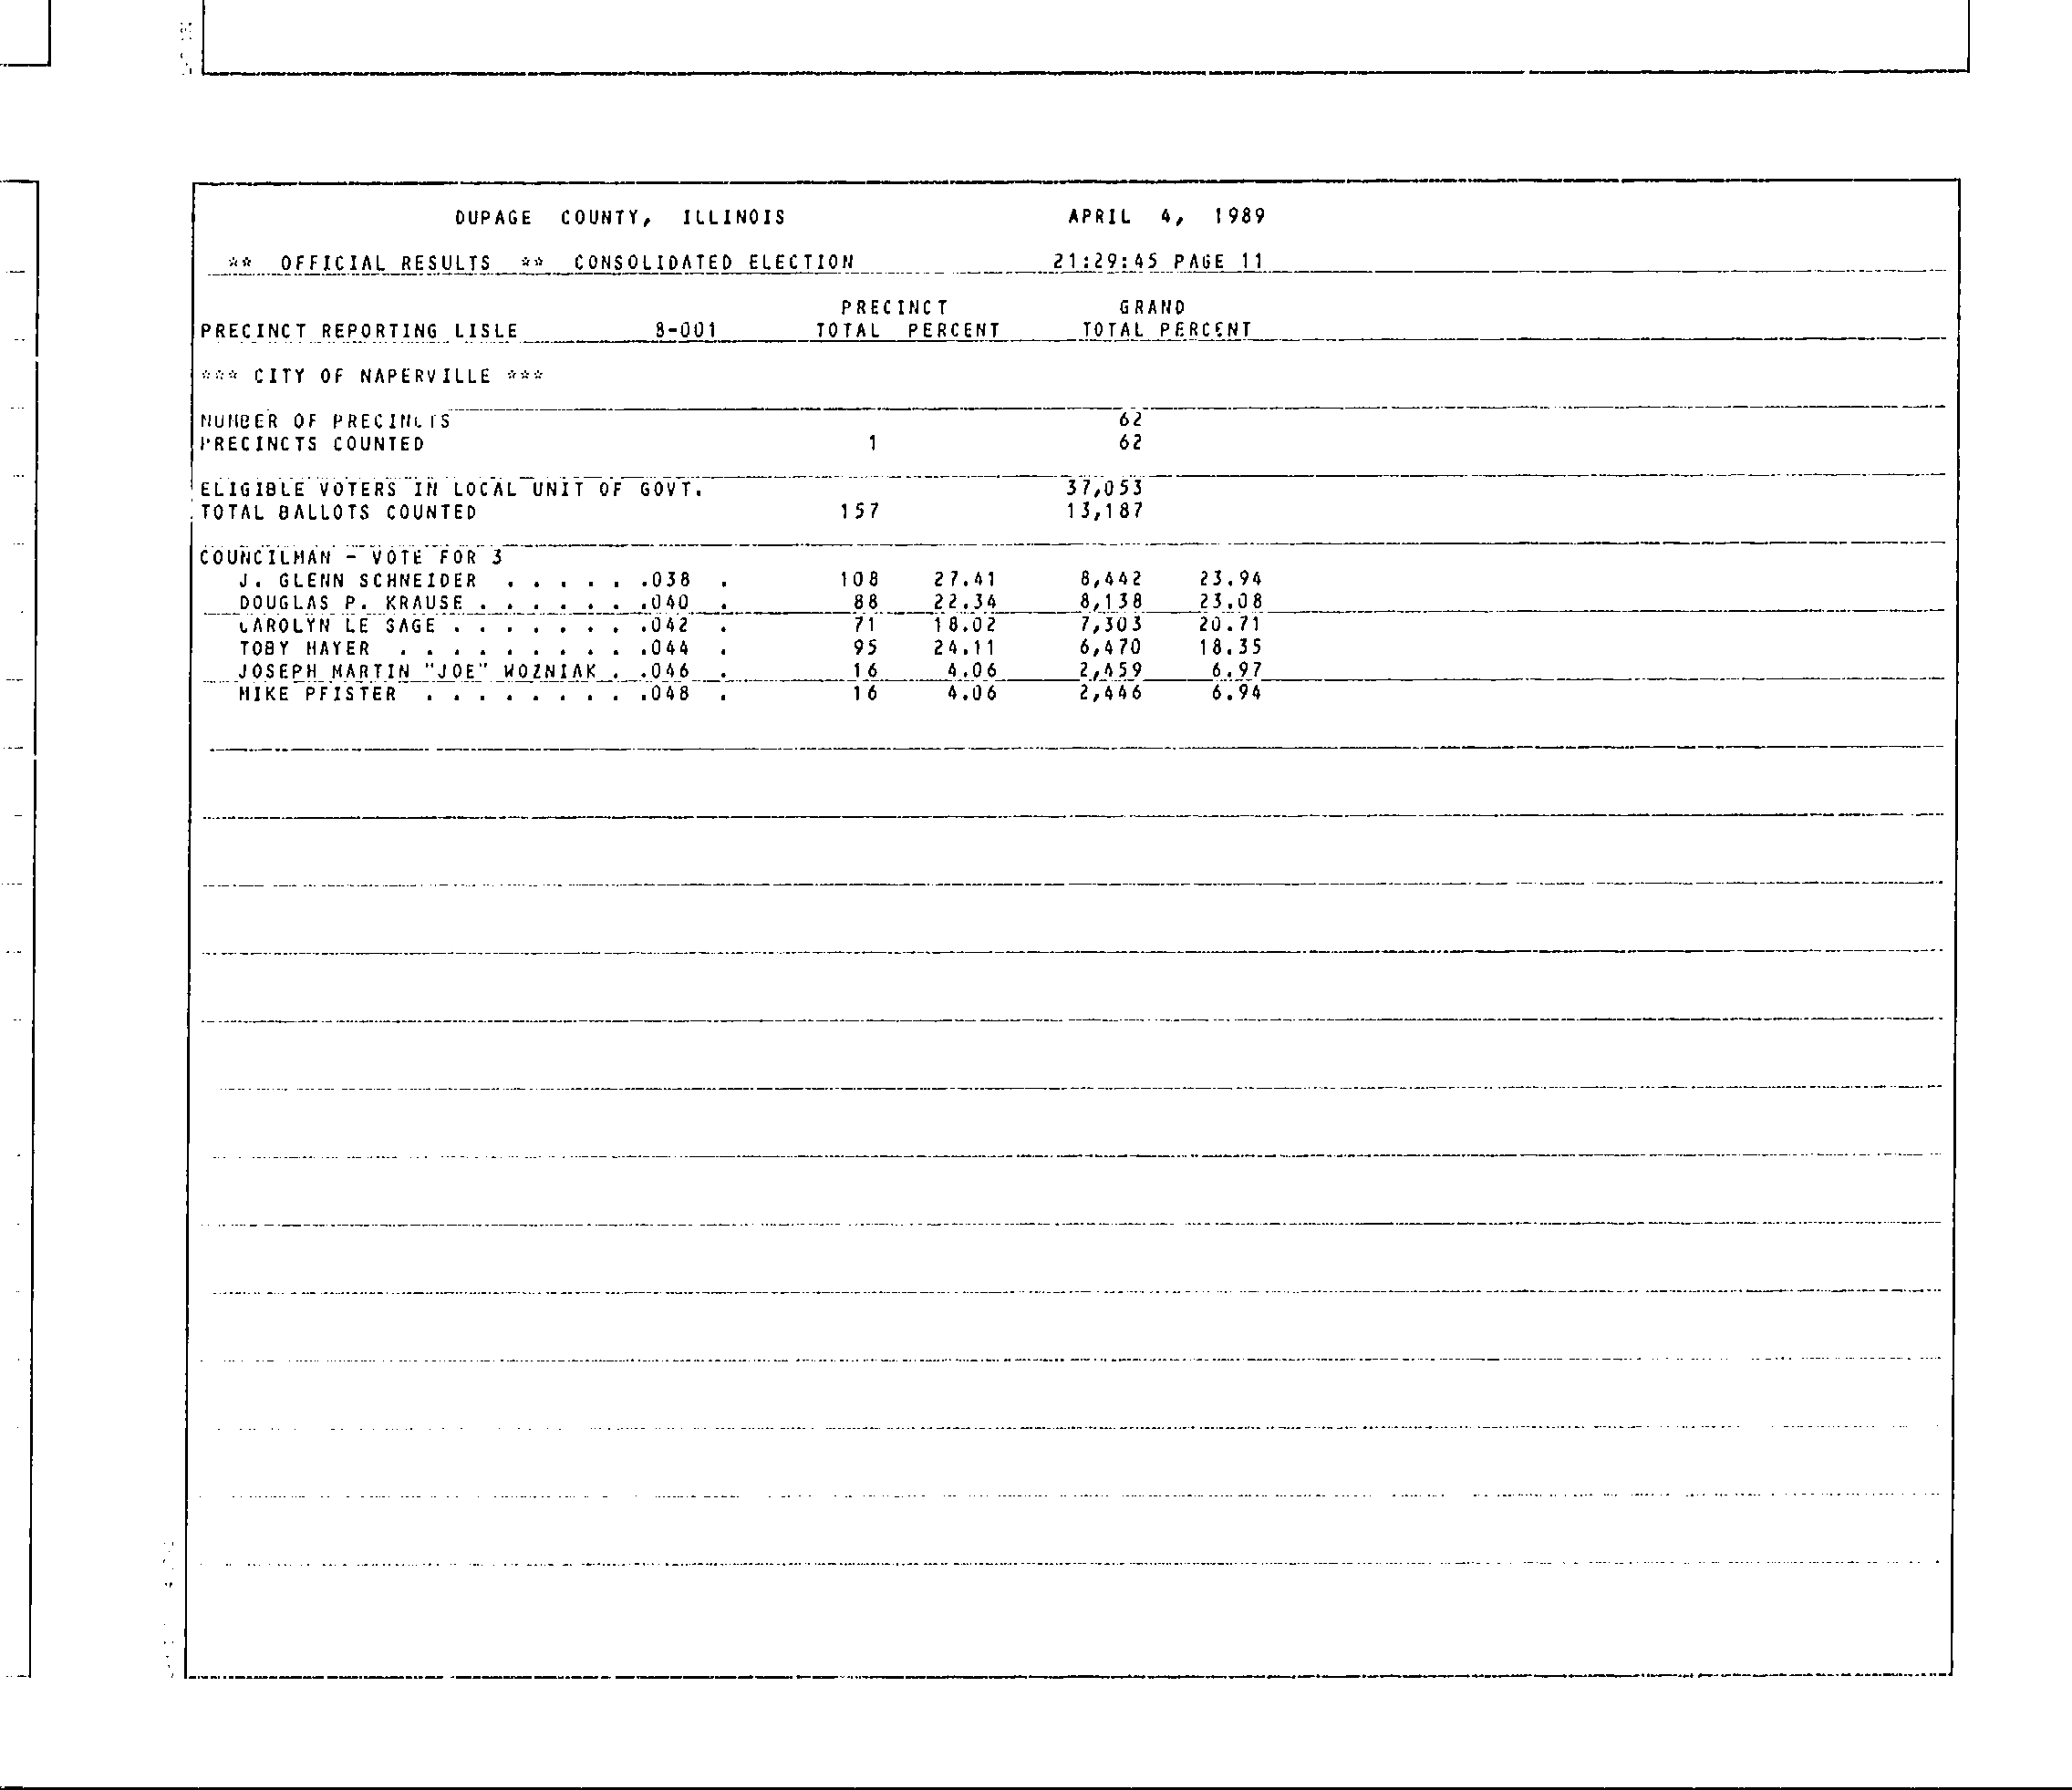 DUPAGE COUNTY, ILLINOIS APRIL 4, 1989
** OFFICIAL RESULTS ** CONSOLIDATED ELECTION 21:29:45 PAGE 11
PRECINCT GRAND
PRECINCT REPORTING LISLE 8-001 TOTAL PERCENT TOTAL PERCENT
*** CITY OF NAPERVILLE ***
NUMBER OF PRECINCTS 62
PRECINCTS COUNTED 1 62
ELIGIBLE VOTERS IN LOCAL UNIT OF GOVT. 37,053
TOTAL BALLOTS COUNTED 157 13,187
COUNCILMAN - VOTE FOR 3
J. GLENN SCHNEIDER . . . . . .038 . 108 27.41 8,442 23.94
DOUGLAS P. KRAUSE . . . . . . .040 . 88 22.34 8,138 23.08
CAROLYN LE SAGE . . . . . . . .042 . 71 18.02 7,303 20.71
TOBY HAYER . . . . . . . . . .044 . 95 24.11 6,470 18.35
JOSEPH MARTIN "JOE" WOZNIAK . .046 . 16 4.06 2,459 6.97
MIKE PFISTER . . . . . . . . .048 . 16 4.06 2,446 6.94